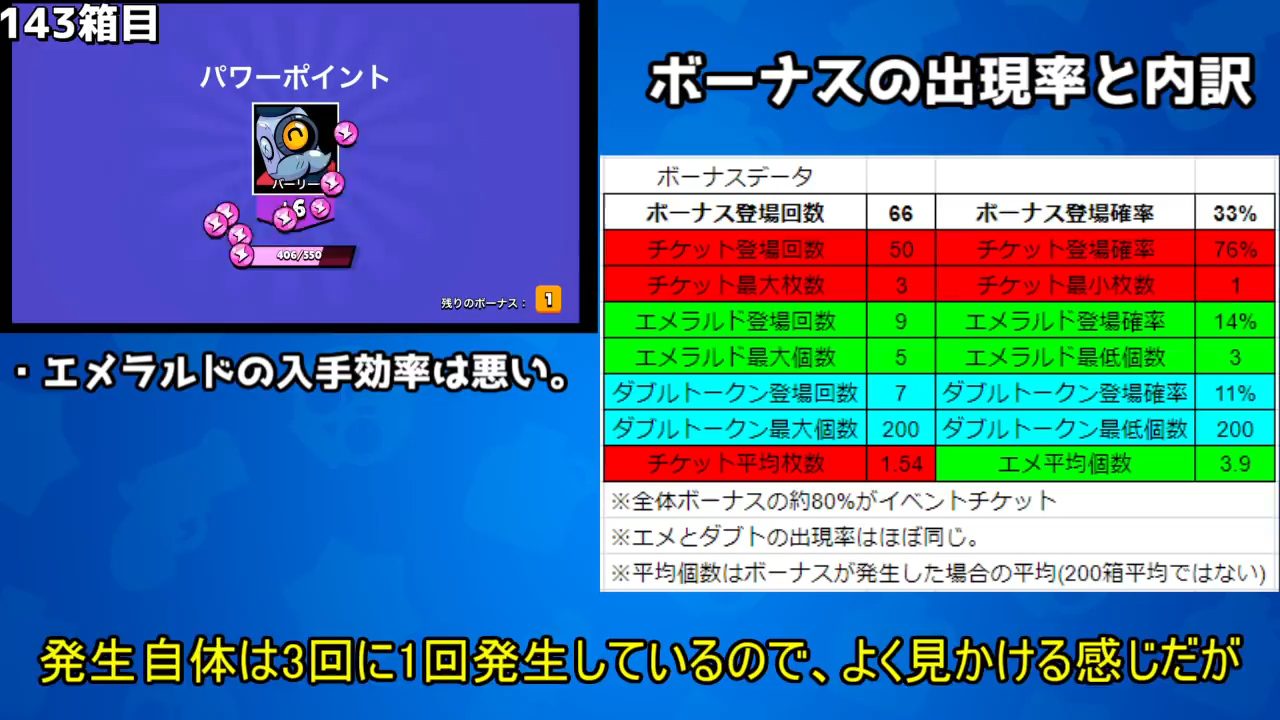 143箱目
パワーポイント
バーリー
+6
406/550
残りのボーナス： 1
・エメラルドの入手効率は悪い。
ボーナスの出現率と内訳
ボーナスデータ
ボーナス登場回数 66 ボーナス登場確率 33%
チケット登場回数 50 チケット登場確率 76%
チケット最大枚数 3 チケット最小枚数 1
エメラルド登場回数 9 エメラルド登場確率 14%
エメラルド最大個数 5 エメラルド最低個数 3
ダブルトークン登場回数 7 ダブルトークン登場確率 11%
ダブルトークン最大個数 200 ダブルトークン最低個数 200
チケット平均枚数 1.54 エメ平均個数 3.9
※全体ボーナスの約80%がイベントチケット
※エメとダブトの出現率はほぼ同じ。
※平均個数はボーナスが発生した場合の平均(200箱平均ではない)
発生自体は3回に1回発生しているので、よく見かける感じだが